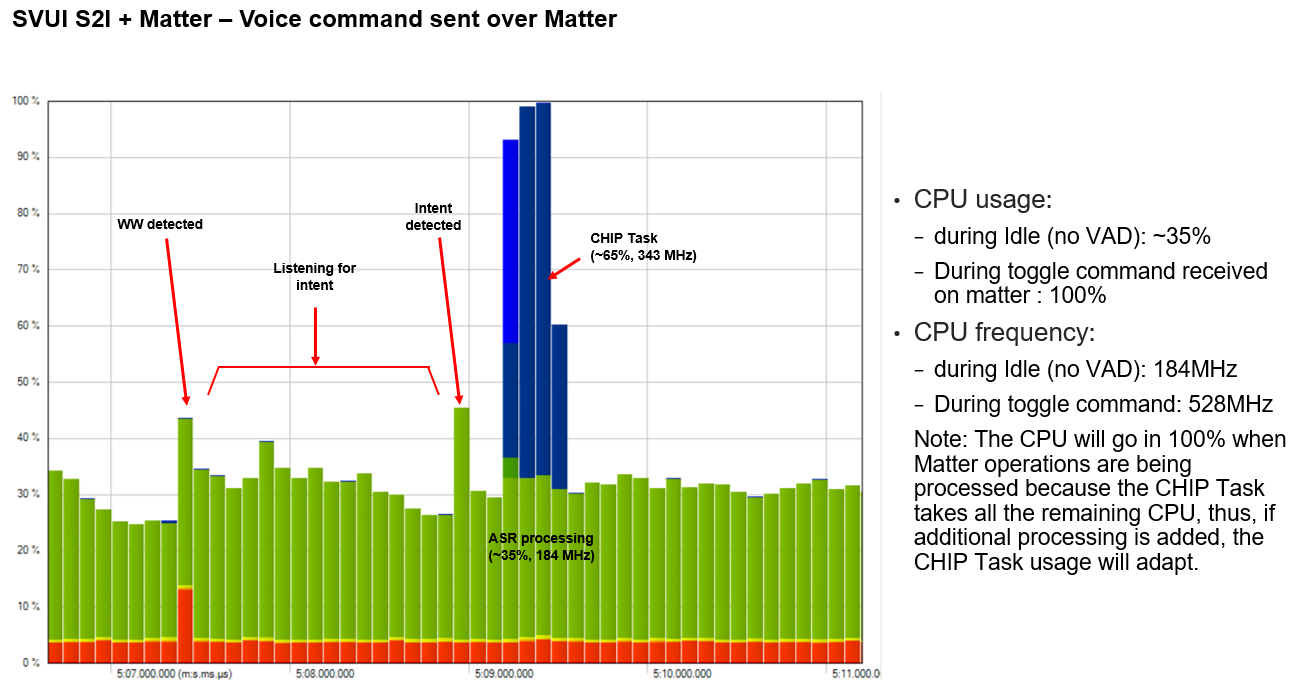 SVUI S2I + Matter – Voice command sent over Matter
100 %
90 %
80 %
70 %
60 %
50 %
40 %
30 %
20 %
10 %
0 %
WW detected
Listening for
intent
Intent
detected
CHIP Task
(~65%, 343 MHz)
ASR processing
(~35%, 184 MHz)
5:07.000.000 (m:s.ms.µs)
5:08.000.000
5:09.000.000
5:10.000.000
5:11.000.0
• CPU usage:
– during Idle (no VAD): ~35%
– During toggle command received
on matter : 100%
• CPU frequency:
– during Idle (no VAD): 184MHz
– During toggle command: 528MHz
Note: The CPU will go in 100% when
Matter operations are being
processed because the CHIP Task
takes all the remaining CPU, thus, if
additional processing is added, the
CHIP Task usage will adapt.